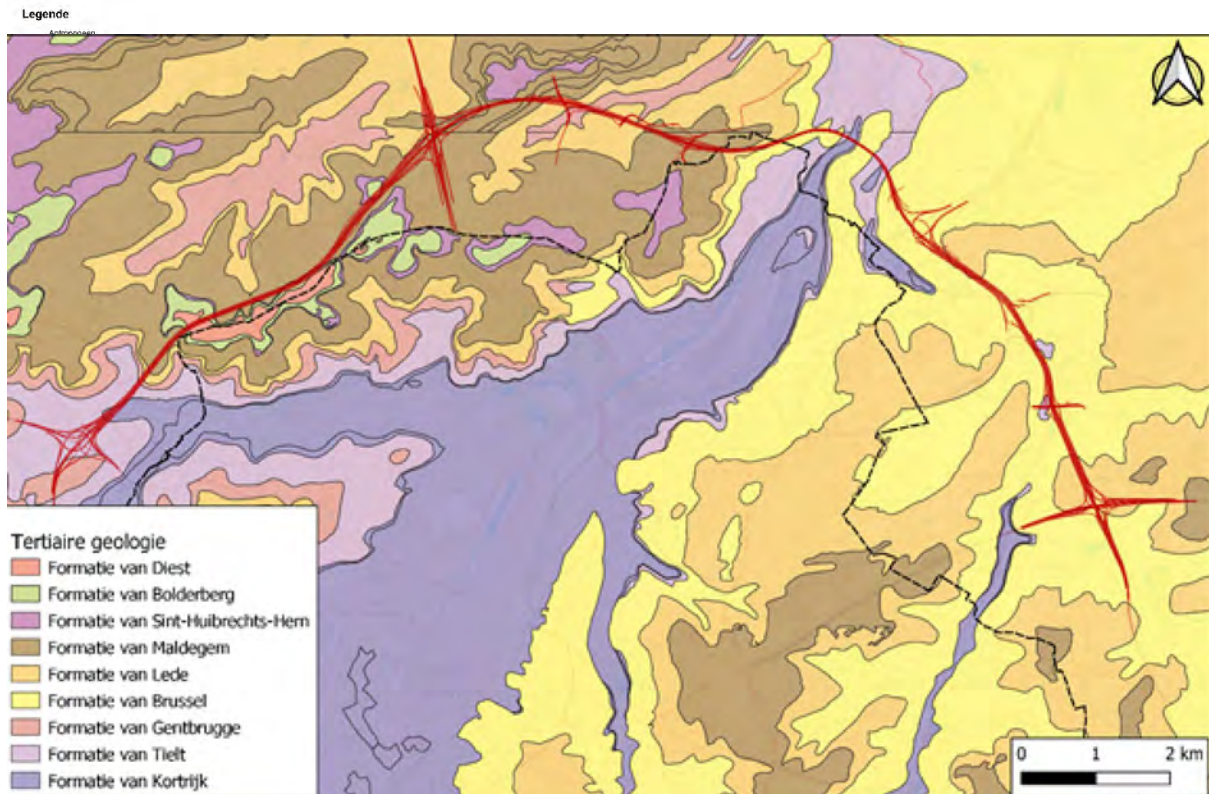 Legende
Antropogeen
Tertiaire geologie
Formatie van Diest
Formatie van Bolderberg
Formatie van Sint-Huibrechts-Hern
Formatie van Maldegem
Formatie van Lede
Formatie van Brussel
Formatie van Gentbrugge
Formatie van Tielt
Formatie van Kortrijk
0 1 2 km